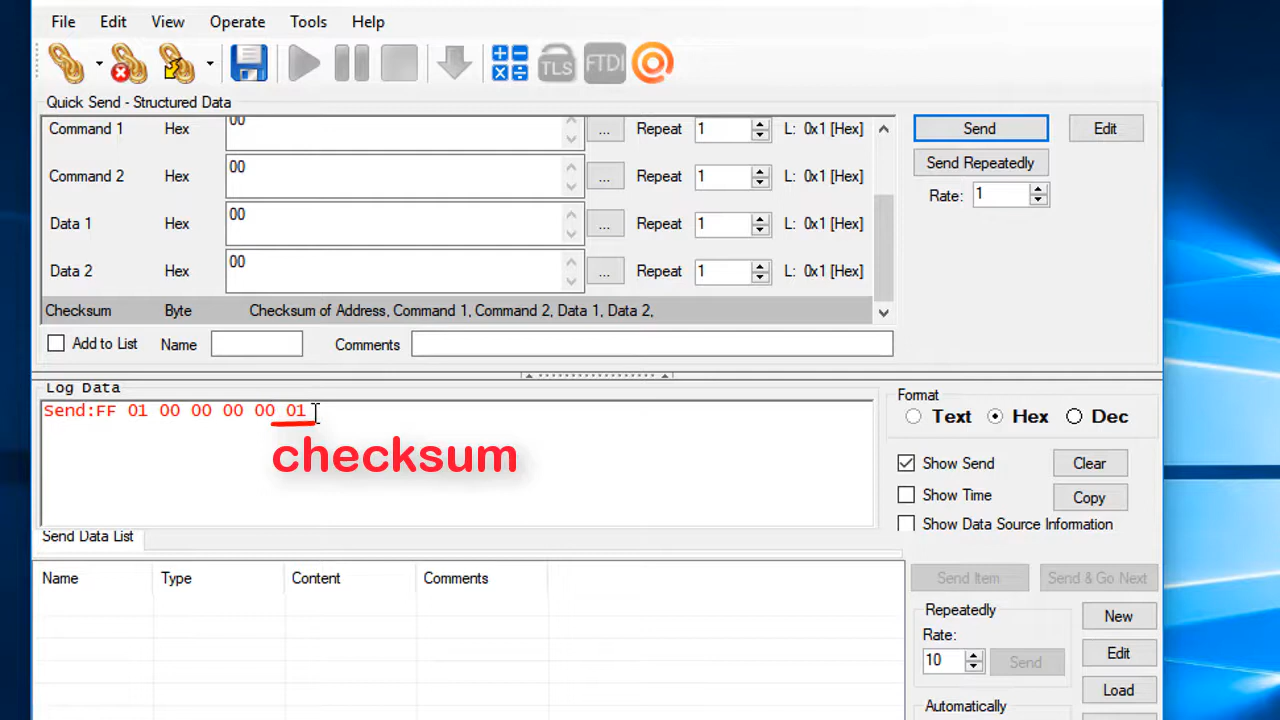 File Edit View Operate Tools Help
TLS FTDI
Quick Send - Structured Data
Command 1 Hex 00 ... Repeat 1 L: 0x1 [Hex] Send Edit
Send Repeatedly
Command 2 Hex 00 ... Repeat 1 L: 0x1 [Hex]
Rate: 1
Data 1 Hex 00 ... Repeat 1 L: 0x1 [Hex]
Data 2 Hex 00 ... Repeat 1 L: 0x1 [Hex]
Checksum Byte Checksum of Address, Command 1, Command 2, Data 1, Data 2,
Add to List Name Comments
Log Data
Format
Send:FF 01 00 00 00 00 01
Text Hex Dec
checksum
Show Send Clear
Show Time Copy
Show Data Source Information
Send Data List
Name Type Content Comments
Send Item Send & Go Next
Repeatedly New
Rate:
10 Send Edit
Load
Automatically